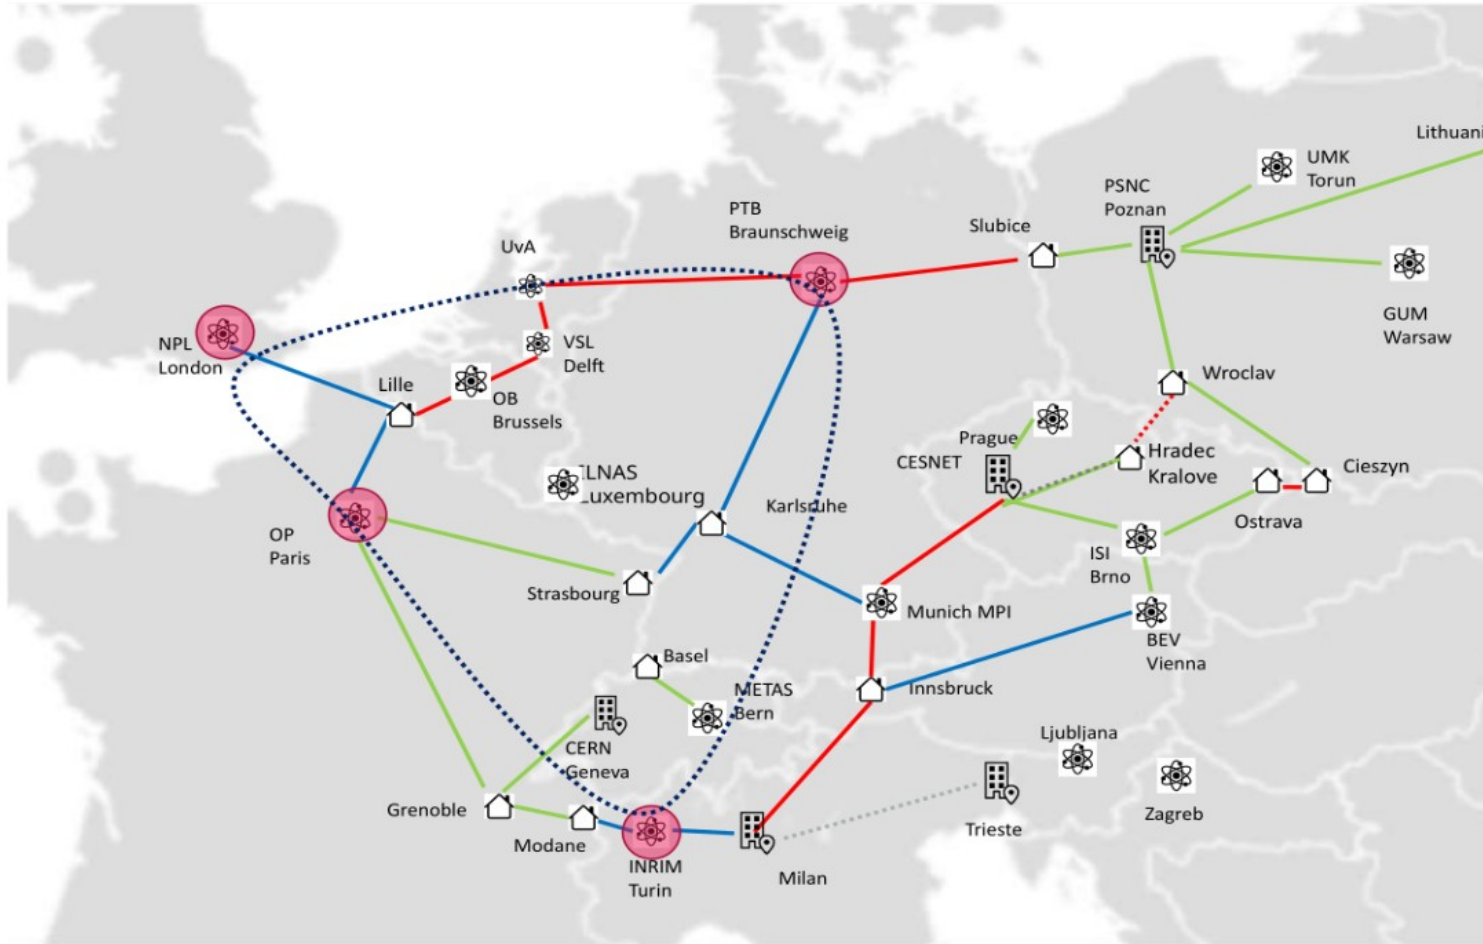 Lithuani
UMK
Torun
PSNC
Poznan
PTB
Braunschweig
Slubice
UvA
GUM
Warsaw
NPL
London
VSL
Delft
Lille
OB
Brussels
Wroclav
Prague
CESNET
Hradec
Kralove
Cieszyn
ELNAS
Luxembourg
Karlsruhe
Ostrava
OP
Paris
ISI
Brno
Strasbourg
Munich MPI
BEV
Vienna
Basel
METAS
Bern
Innsbruck
CERN
Geneva
Ljubljana
Grenoble
Modane
Trieste
Zagreb
INRIM
Turin
Milan